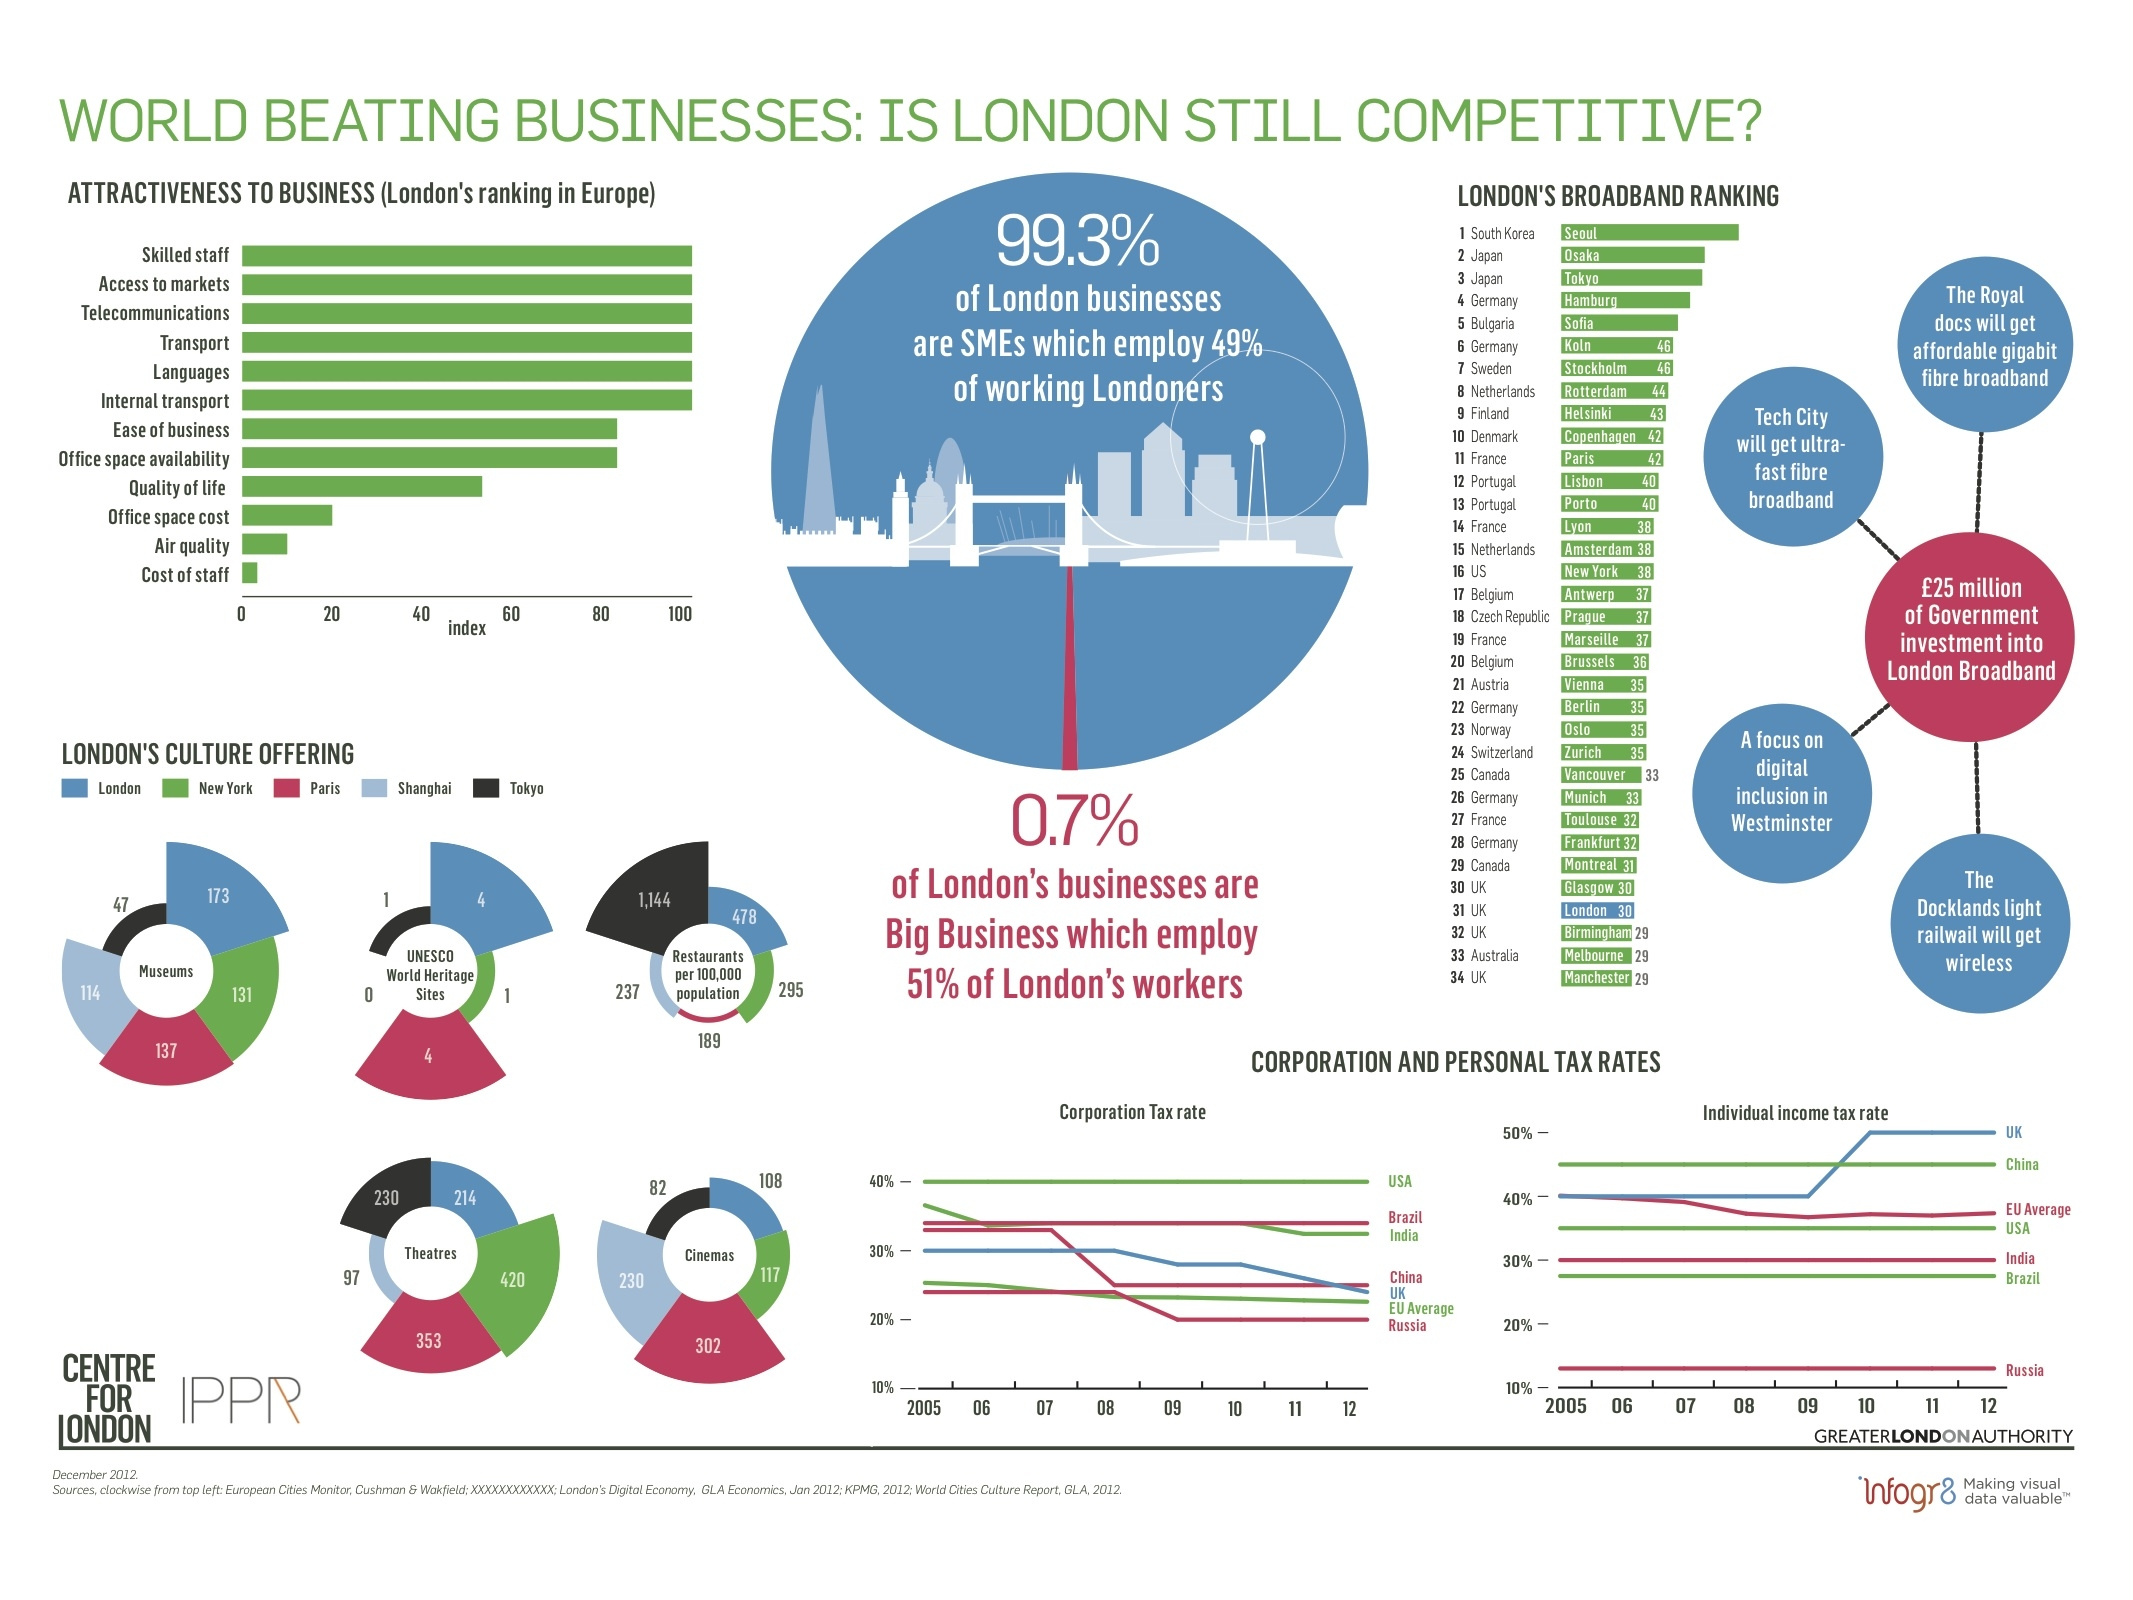 WORLD BEATING BUSINESSES: IS LONDON STILL COMPETITIVE?
ATTRACTIVENESS TO BUSINESS (London's ranking in Europe)
Skilled staff
Access to markets
Telecommunications
Transport
Languages
Internal transport
Ease of business
Office space availability
Quality of life
Office space cost
Air quality
Cost of staff
0 20 40 60 80 100
index
99.3%
of London businesses
are SMEs which employ 49%
of working Londoners
0.7%
of London's businesses are
Big Business which employ
51% of London's workers
LONDON'S BROADBAND RANKING
1 South Korea Seoul
2 Japan Osaka
3 Japan Tokyo
4 Germany Hamburg
5 Bulgaria Sofia
6 Germany Koln 46
7 Sweden Stockholm 46
8 Netherlands Rotterdam 44
9 Finland Helsinki 43
10 Denmark Copenhagen 42
11 France Paris 42
12 Portugal Lisbon 40
13 Portugal Porto 40
14 France Lyon 38
15 Netherlands Amsterdam 38
16 US New York 38
17 Belgium Antwerp 37
18 Czech Republic Prague 37
19 France Marseille 37
20 Belgium Brussels 36
21 Austria Vienna 35
22 Germany Berlin 35
23 Norway Oslo 35
24 Switzerland Zurich 35
25 Canada Vancouver 33
26 Germany Munich 33
27 France Toulouse 32
28 Germany Frankfurt 32
29 Canada Montreal 31
30 UK Glasgow 30
31 UK London 30
32 UK Birmingham 29
33 Australia Melbourne 29
34 UK Manchester 29
The Royal
docs will get
affordable gigabit
fibre broadband
Tech City
will get ultra-
fast fibre
broadband
£25 million
of Government
investment into
London Broadband
A focus on
digital
inclusion in
Westminster
The
Docklands light
railwail will get
wireless
LONDON'S CULTURE OFFERING
London New York Paris Shanghai Tokyo
Museums
173
131
137
114
47
UNESCO
World Heritage
Sites
4
1
4
0
1
Restaurants
per 100,000
population
478
295
189
237
1,144
Theatres
214
420
353
97
230
Cinemas
108
117
302
230
82
CORPORATION AND PERSONAL TAX RATES
Corporation Tax rate
40%
30%
20%
10%
2005 06 07 08 09 10 11 12
USA
Brazil
India
China
UK
EU Average
Russia
Individual income tax rate
50%
40%
30%
20%
10%
2005 06 07 08 09 10 11 12
UK
China
EU Average
USA
India
Brazil
Russia
CENTRE
FOR
LONDON
IPPR
GREATERLONDONAUTHORITY
December 2012.
Sources, clockwise from top left: European Cities Monitor, Cushman & Wakfield; XXXXXXXXXXXX; London's Digital Economy, GLA Economics, Jan 2012; KPMG, 2012; World Cities Culture Report, GLA, 2012.
infogr8
Making visual
data valuable™